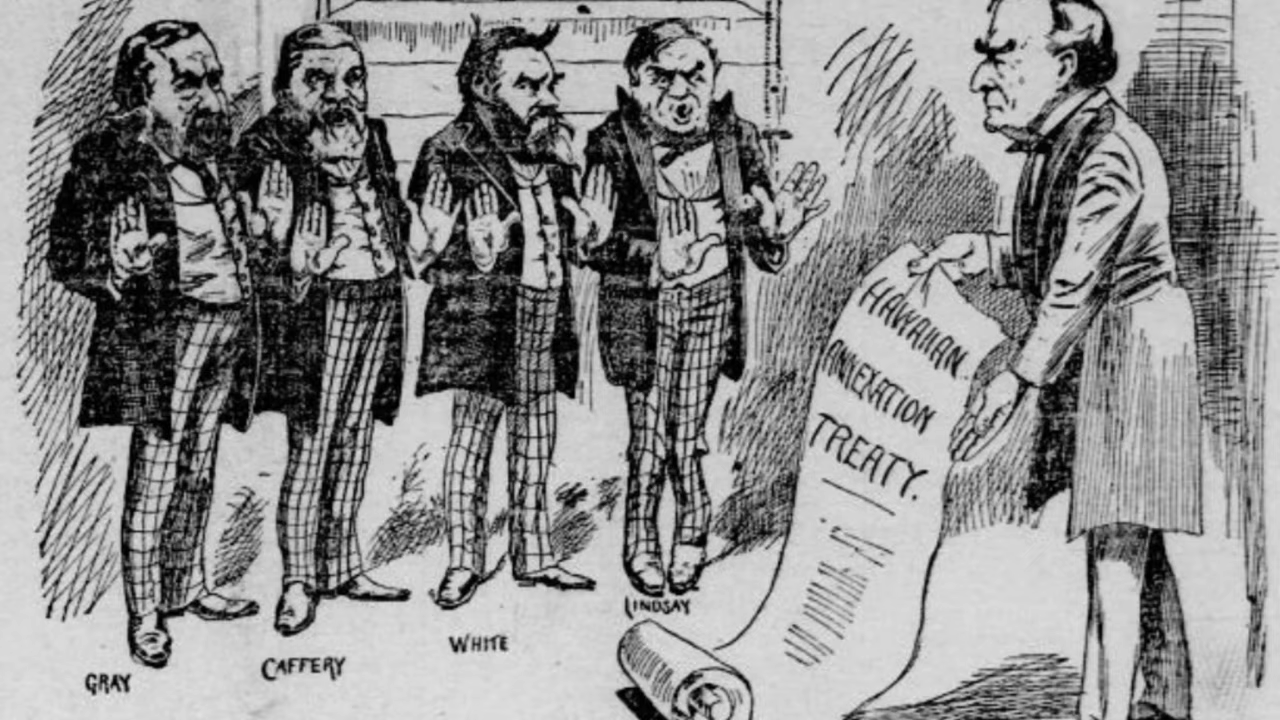 HAWAIIAN
ANNEXATION
TREATY.
LINDSAY
WHITE
CAFFERY
GRAY